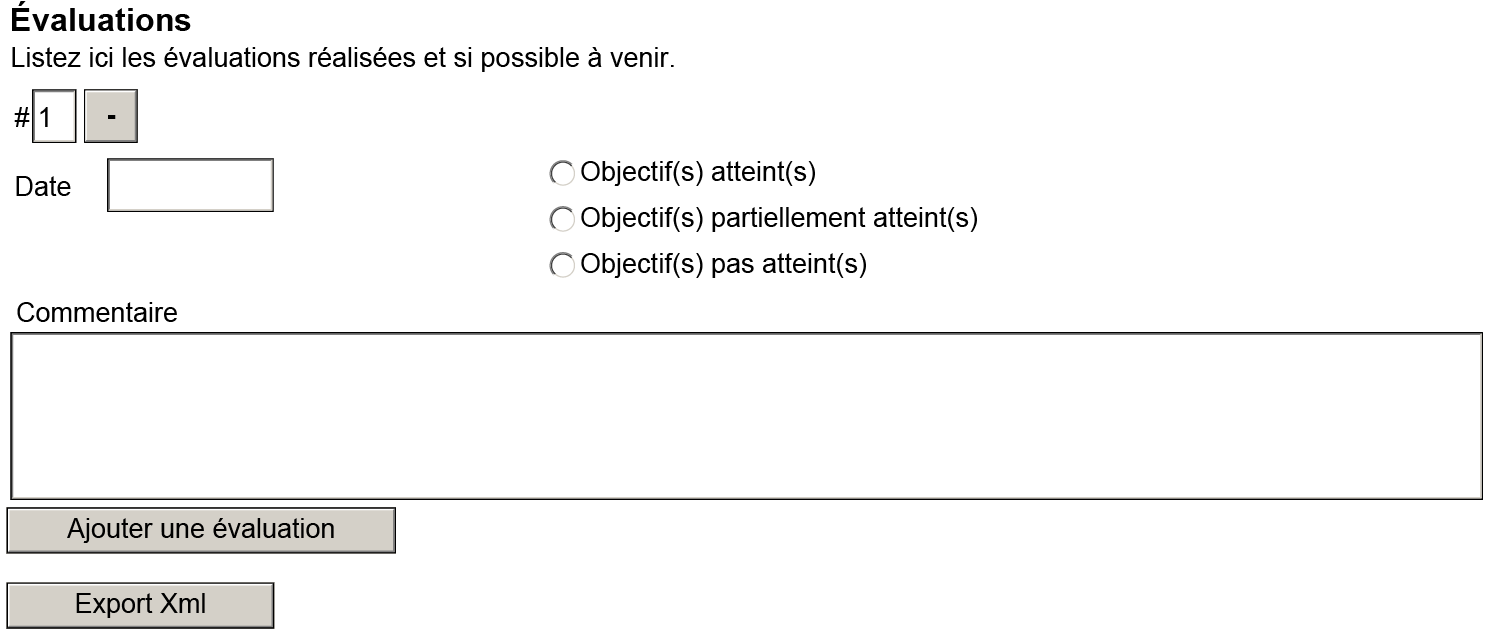 Évaluations
Listez ici les évaluations réalisées et si possible à venir.
#1 -
Date
Objectif(s) atteint(s)
Objectif(s) partiellement atteint(s)
Objectif(s) pas atteint(s)
Commentaire
Ajouter une évaluation
Export Xml